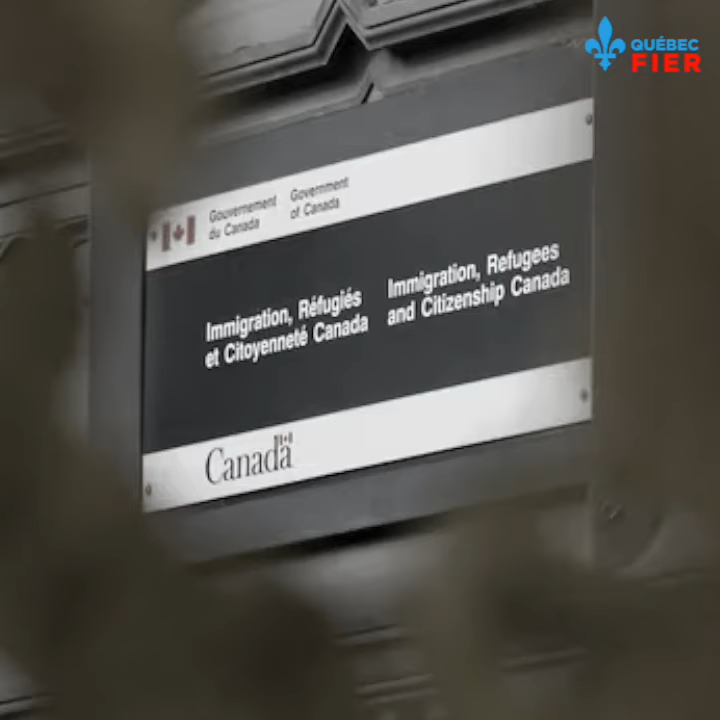 QUÉBEC
FIER
Gouvernement
du Canada
Government
of Canada
Immigration, Réfugiés
et Citoyenneté Canada
Immigration, Refugees
and Citizenship Canada
Canada